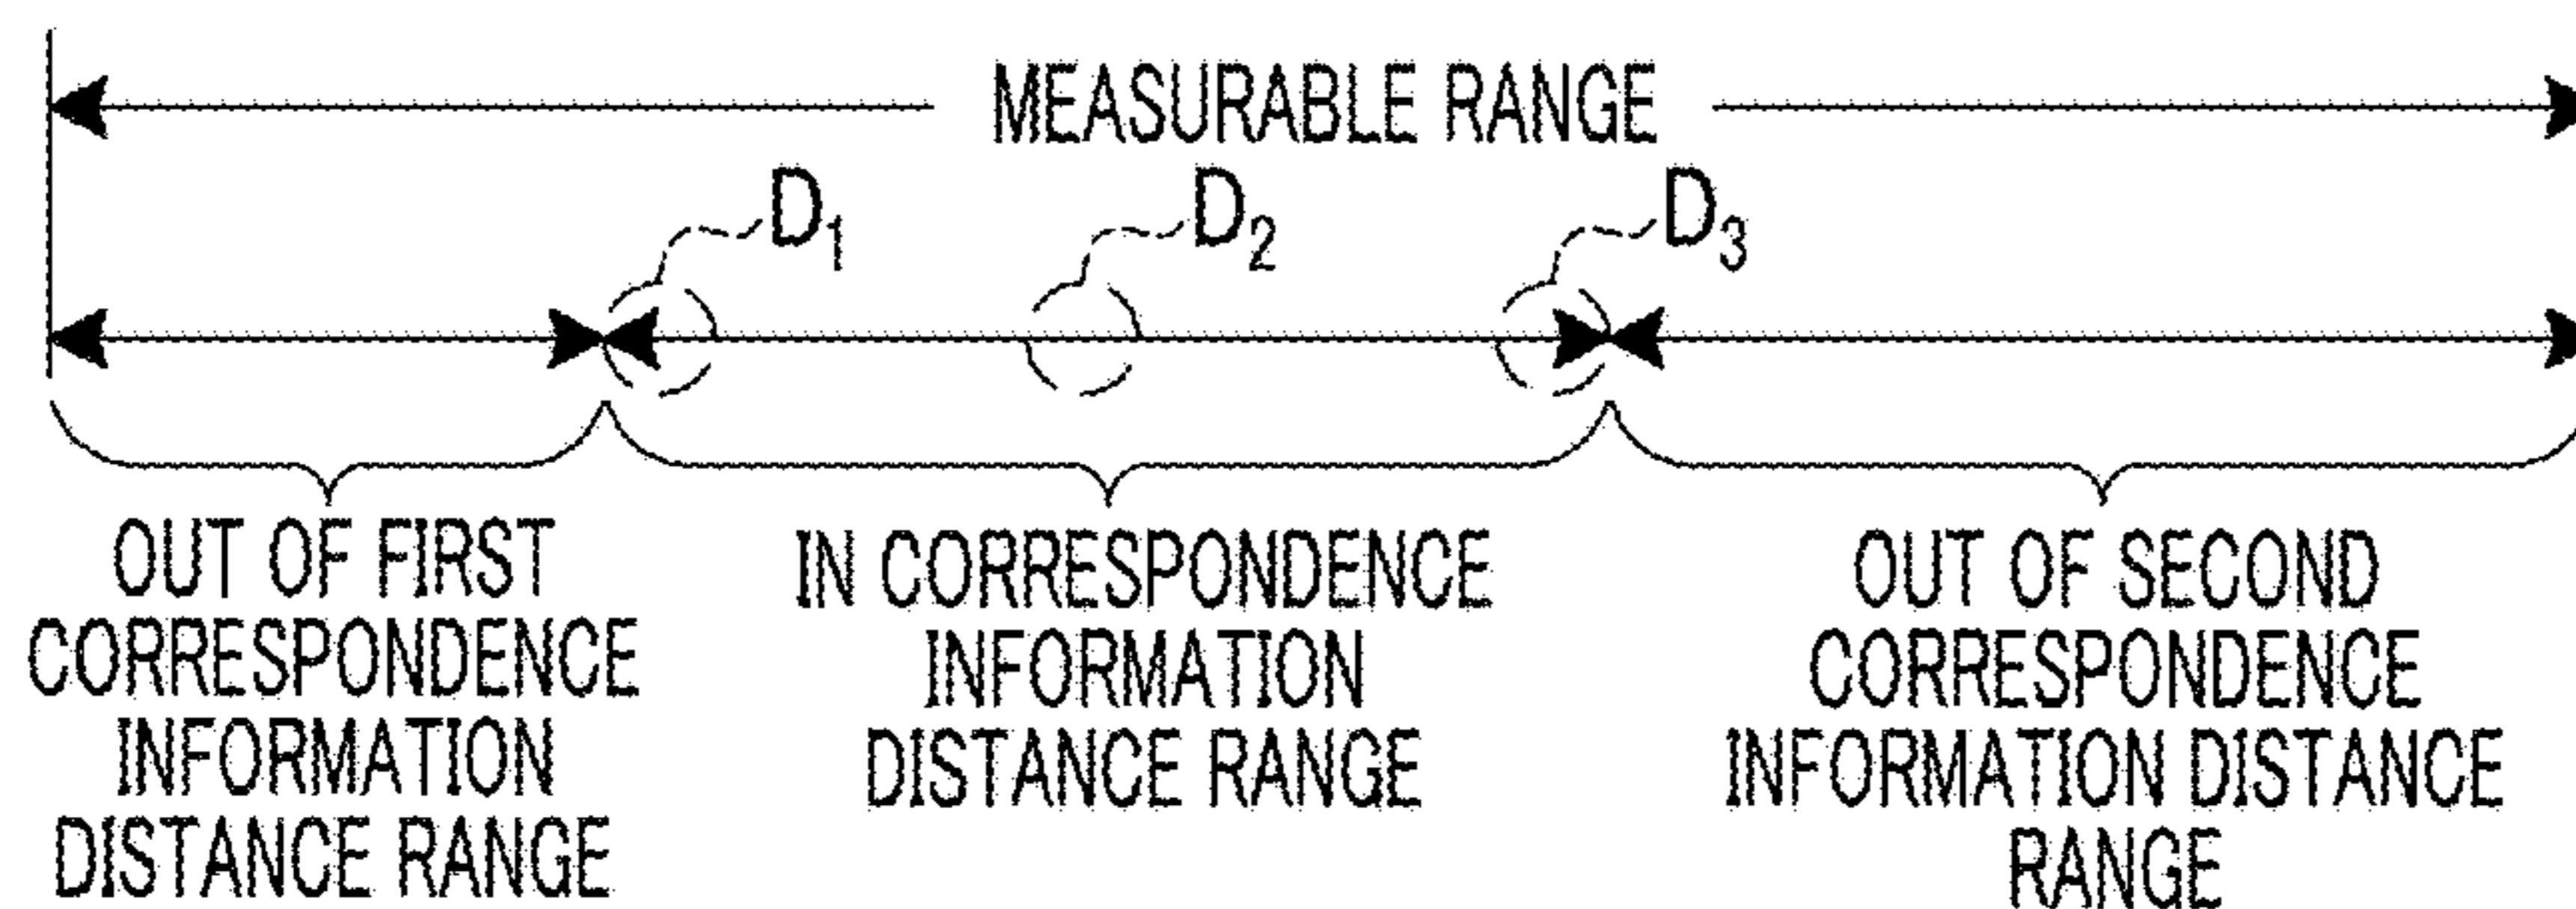 MEASURABLE RANGE
D₁ D₂ D₃
OUT OF FIRST
CORRESPONDENCE
INFORMATION
DISTANCE RANGE
IN CORRESPONDENCE
INFORMATION
DISTANCE RANGE
OUT OF SECOND
CORRESPONDENCE
INFORMATION DISTANCE
RANGE